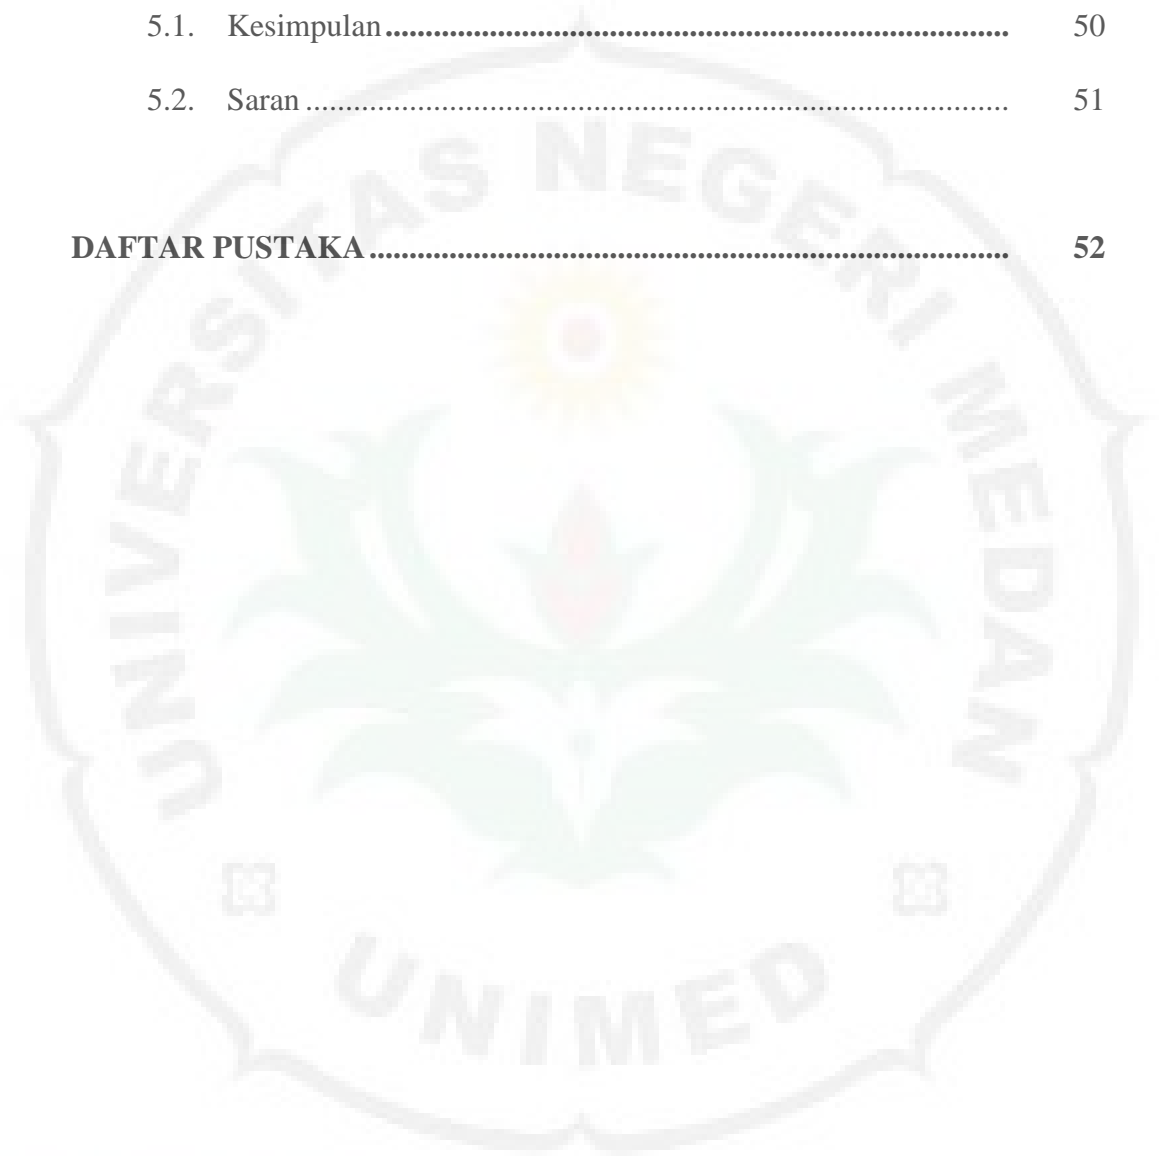 5.1. Kesimpulan ........................................................................ 50
5.2. Saran ........................................................................ 51
DAFTAR PUSTAKA ........................................................................ 52
UNIVERSITAS NEGERI MEDAN
UNIMED